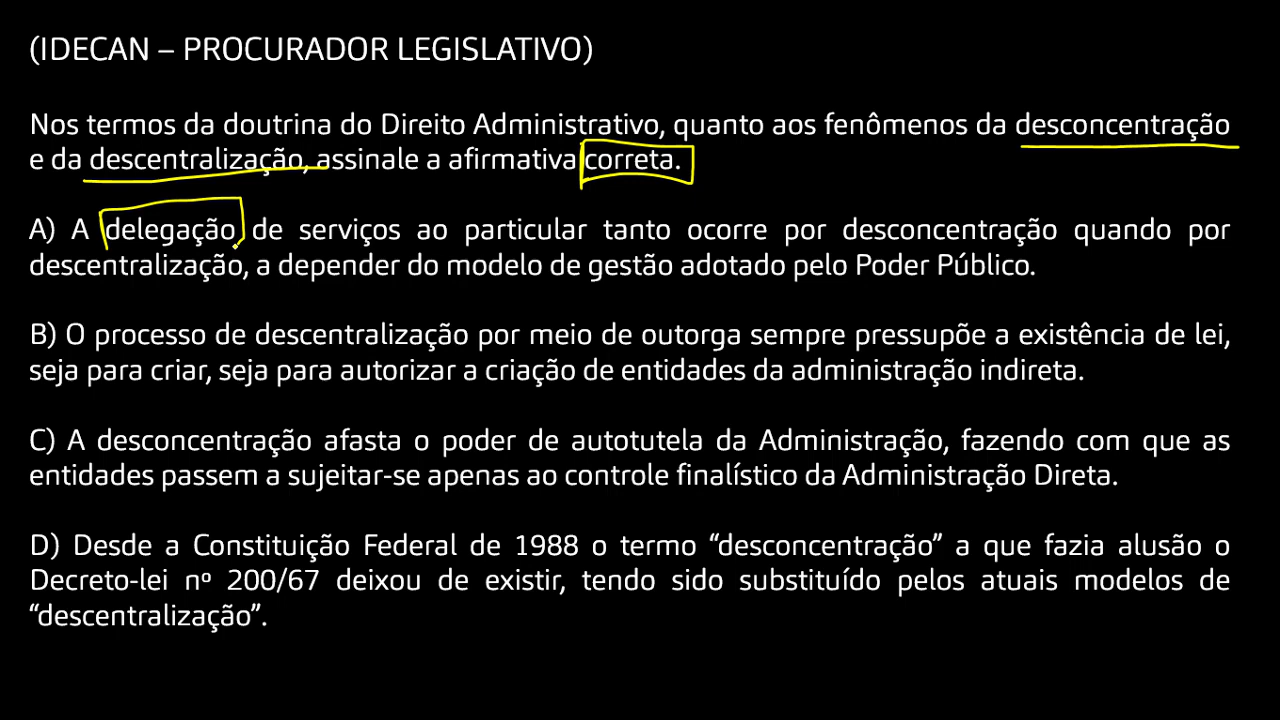 (IDECAN – PROCURADOR LEGISLATIVO)
Nos termos da doutrina do Direito Administrativo, quanto aos fenômenos da desconcentração
e da descentralização, assinale a afirmativa correta.
A) A delegação de serviços ao particular tanto ocorre por desconcentração quando por
descentralização, a depender do modelo de gestão adotado pelo Poder Público.
B) O processo de descentralização por meio de outorga sempre pressupõe a existência de lei,
seja para criar, seja para autorizar a criação de entidades da administração indireta.
C) A desconcentração afasta o poder de autotutela da Administração, fazendo com que as
entidades passem a sujeitar-se apenas ao controle finalístico da Administração Direta.
D) Desde a Constituição Federal de 1988 o termo “desconcentração” a que fazia alusão o
Decreto-lei nº 200/67 deixou de existir, tendo sido substituído pelos atuais modelos de
“descentralização”.